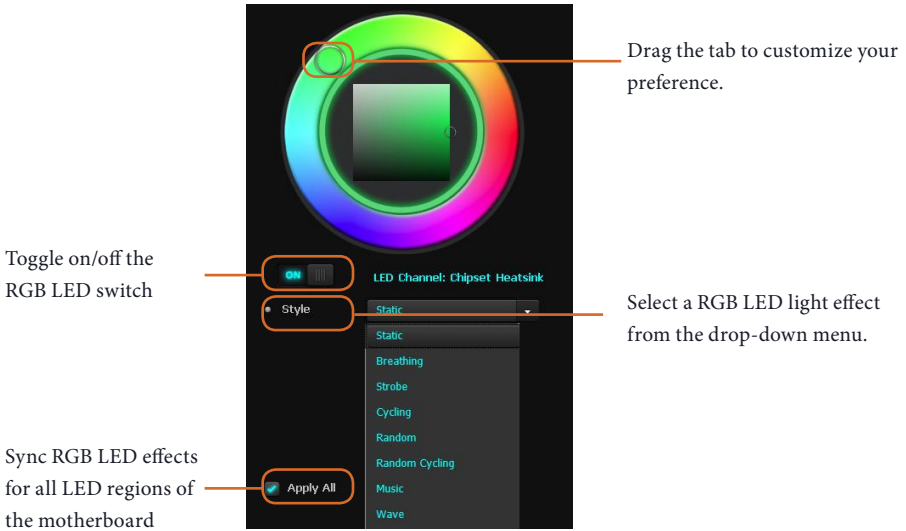 Drag the tab to customize your
preference.
Toggle on/off the
RGB LED switch
ON
LED Channel: Chipset Heatsink
Style
Static
Select a RGB LED light effect
from the drop-down menu.
Static
Breathing
Strobe
Cycling
Random
Random Cycling
Music
Wave
Sync RGB LED effects
for all LED regions of
the motherboard
Apply All